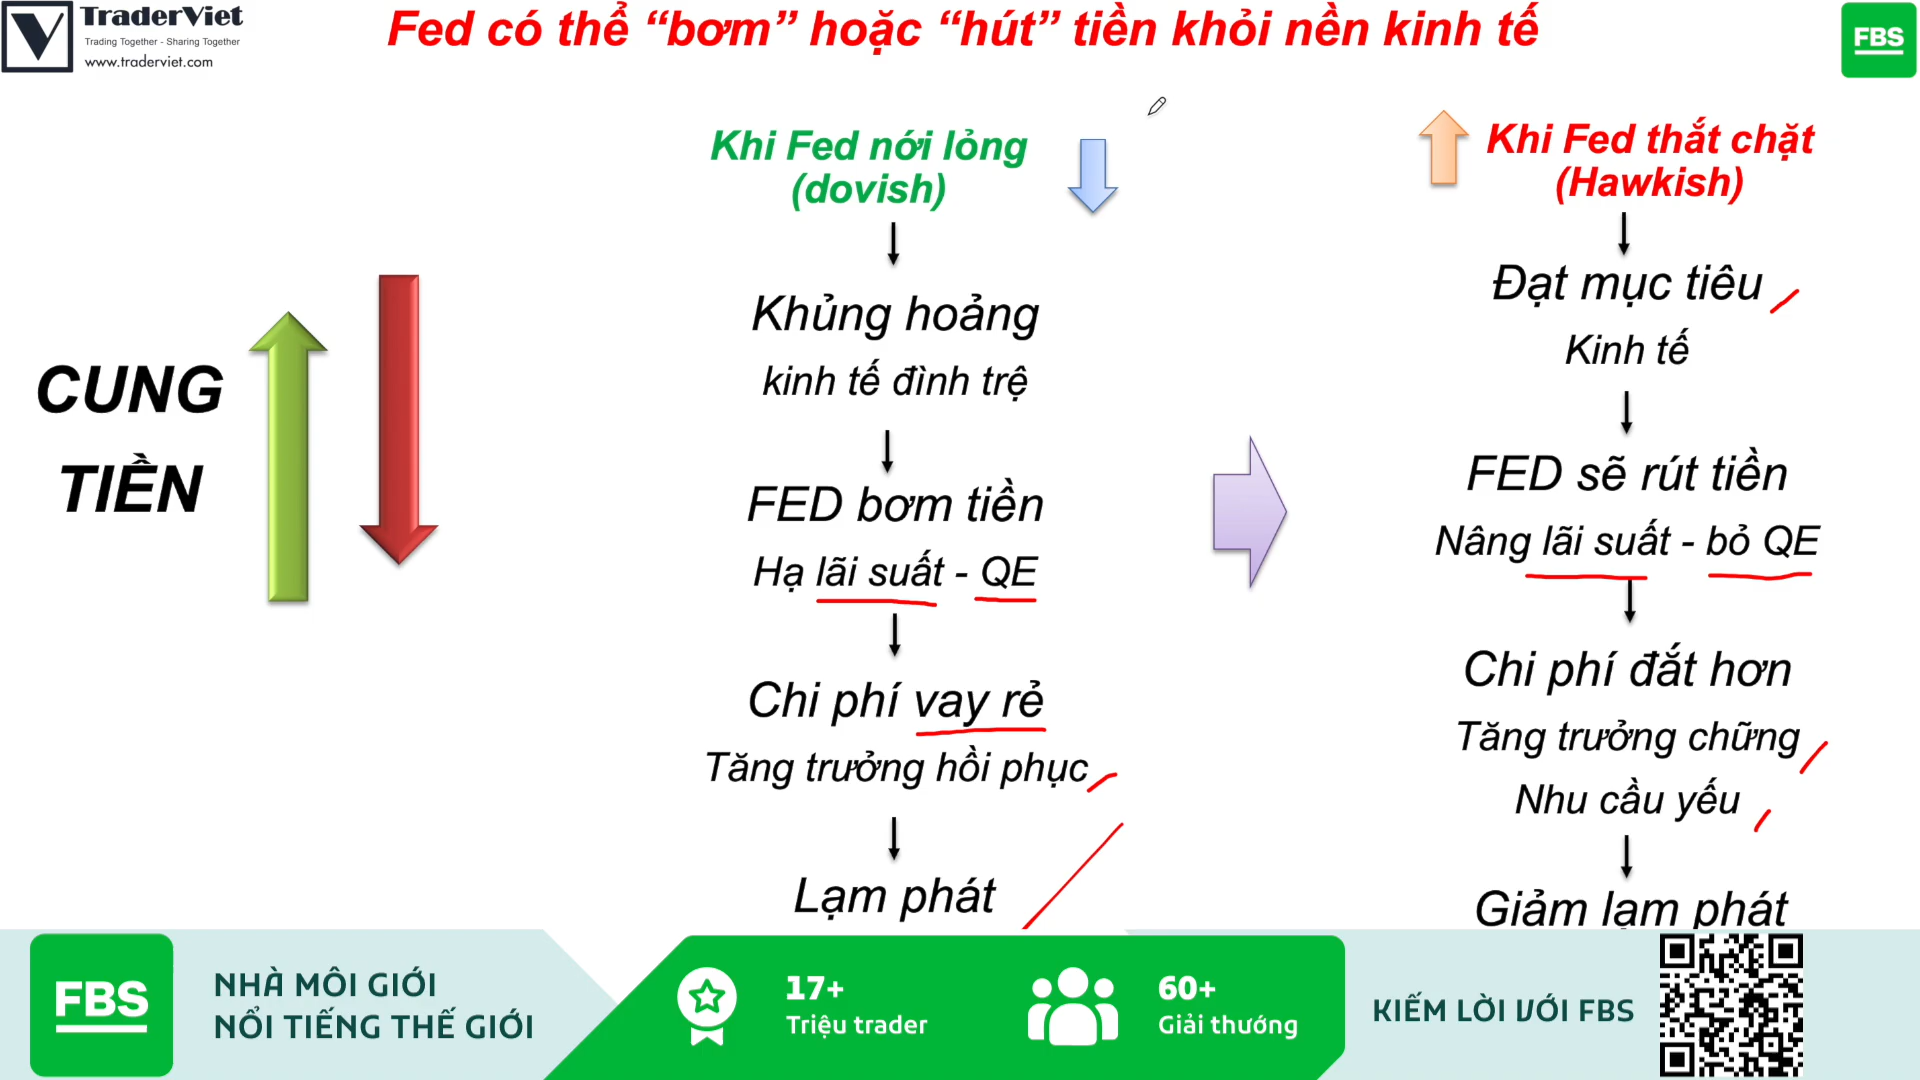 TraderViet
Trading Together - Sharing Together
www.traderviet.com
Fed có thể “bơm” hoặc “hút” tiền khỏi nền kinh tế
FBS
CUNG
TIỀN
Khi Fed nới lỏng
(dovish)
Khủng hoảng
kinh tế đình trệ
FED bơm tiền
Hạ lãi suất - QE
Chi phí vay rẻ
Tăng trưởng hồi phục
Lạm phát
Khi Fed thắt chặt
(Hawkish)
Đạt mục tiêu
Kinh tế
FED sẽ rút tiền
Nâng lãi suất - bỏ QE
Chi phí đắt hơn
Tăng trưởng chững
Nhu cầu yếu
Giảm lạm phát
FBS
NHÀ MÔI GIỚI
NỔI TIẾNG THẾ GIỚI
17+
Triệu trader
60+
Giải thưởng
KIẾM LỜI VỚI FBS